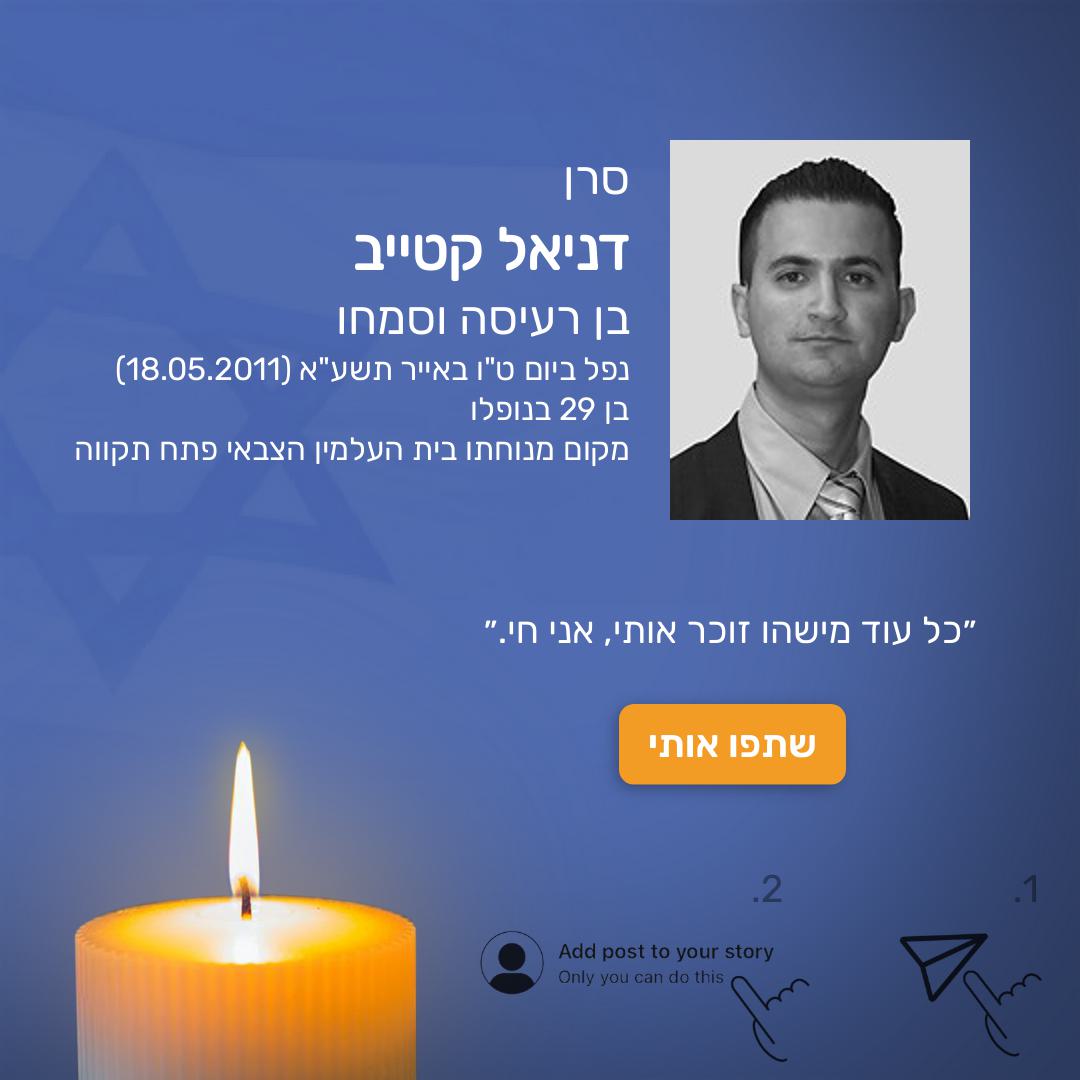 סרן
דניאל קטייב
בן רעיסה וסמחו
נפל ביום ט"ו באייר תשע"א (18.05.2011)
בן 29 בנופלו
מקום מנוחתו בית העלמין הצבאי פתח תקווה
״כל עוד מישהו זוכר אותי, אני חי.״
שתפו אותי
1.
2.
Add post to your story
Only you can do this